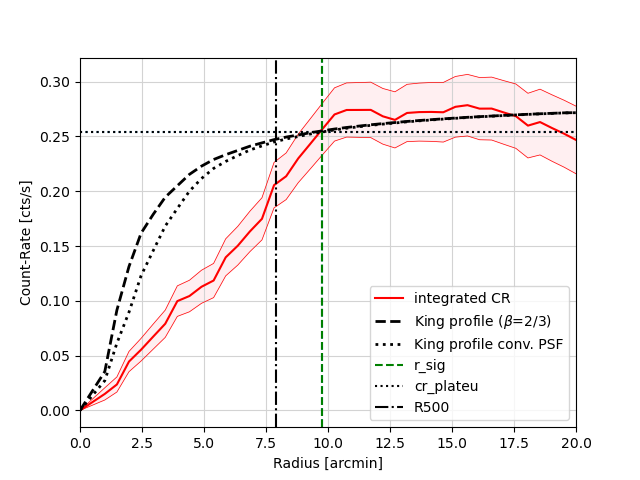 0.30
0.25
0.20
0.15
0.10
0.05
0.00
Count-Rate [cts/s]
integrated CR
King profile (β=2/3)
King profile conv. PSF
r_sig
cr_plateu
R500
0.0 2.5 5.0 7.5 10.0 12.5 15.0 17.5 20.0
Radius [arcmin]